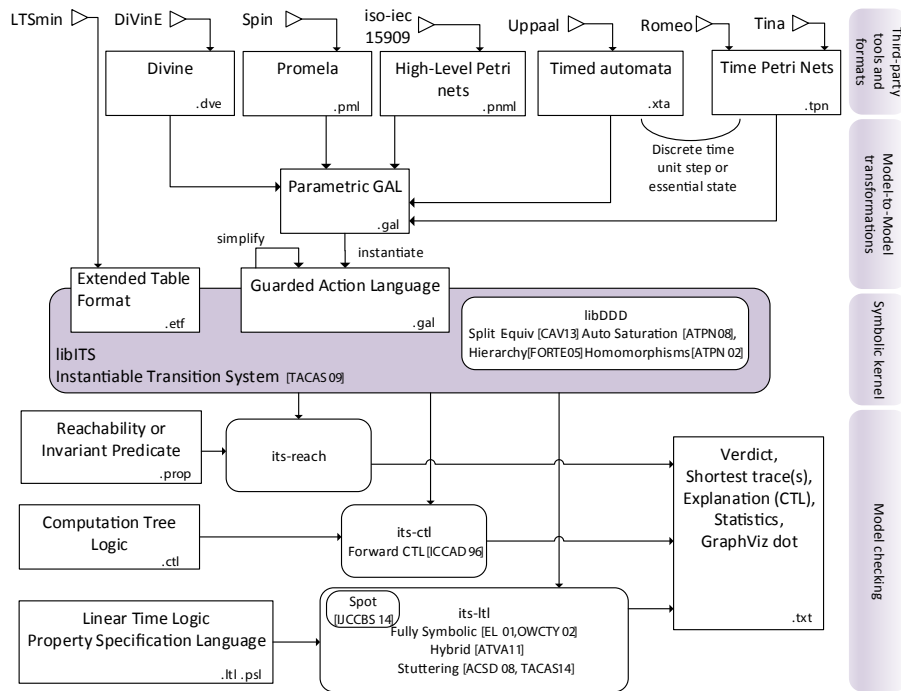 LTSmin
DiVinE
Spin
iso-iec
15909
Uppaal
Romeo
Tina
Third-party
tools and
formats
Divine
.dve
Promela
.pml
High-Level Petri
nets
.pnml
Timed automata
.xta
Time Petri Nets
.tpn
Discrete time
unit step or
essential state
Model-to-Model
transformations
Parametric GAL
.gal
simplify
instantiate
Extended Table
Format
.etf
Guarded Action Language
.gal
libDDD
Split Equiv [CAV13] Auto Saturation [ATPN08],
Hierarchy[FORTE05]Homomorphisms[ATPN 02]
libITS
Instantiable Transition System [TACAS 09]
Symbolic kernel
Reachability or
Invariant Predicate
.prop
its-reach
Verdict,
Shortest trace(s),
Explanation (CTL),
Statistics,
GraphViz dot
.txt
Computation Tree
Logic
.ctl
its-ctl
Forward CTL[ICCAD 96]
Model checking
Linear Time Logic
Property Specification Language
.ltl .psl
Spot
[IJCCBS 14]
its-ltl
Fully Symbolic [EL 01,OWCTY 02]
Hybrid [ATVA11]
Stuttering [ACSD 08, TACAS14]